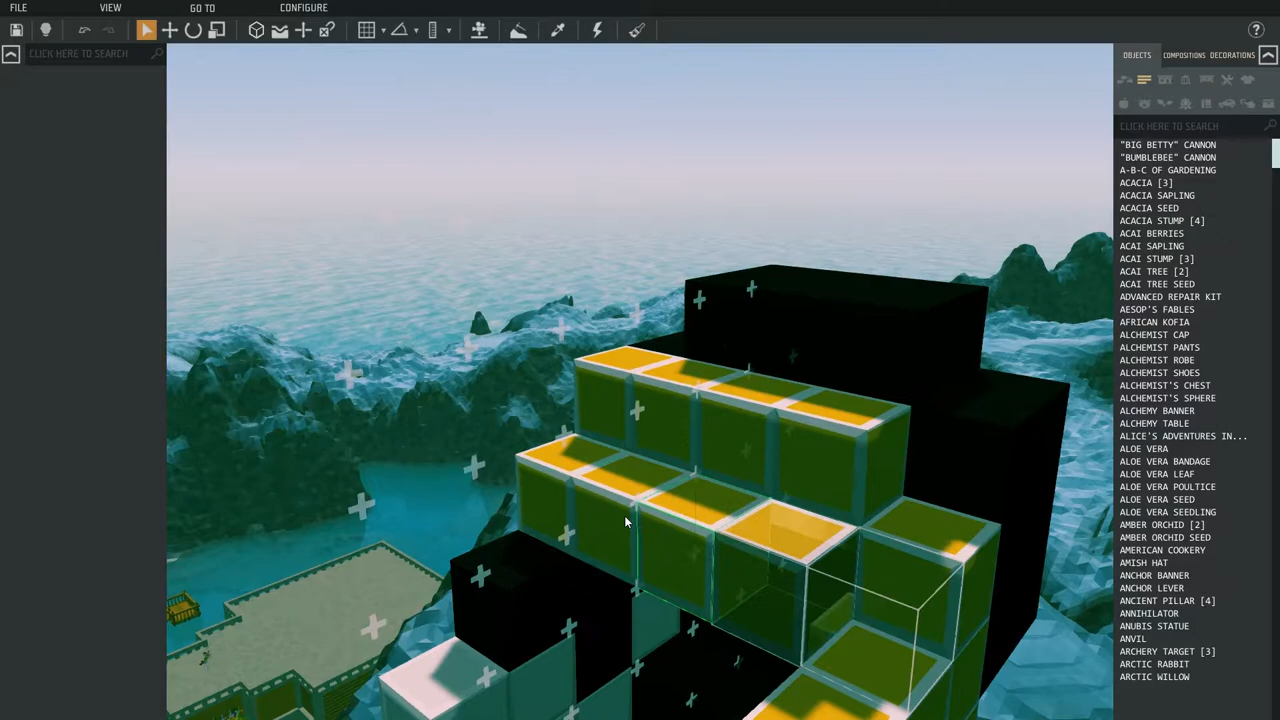 FILE VIEW GO TO CONFIGURE
CLICK HERE TO SEARCH
OBJECTS COMPOSITIONS DECORATIONS
CLICK HERE TO SEARCH
"BIG BETTY" CANNON
"BUMBLEBEE" CANNON
A-B-C OF GARDENING
ACACIA [3]
ACACIA SAPLING
ACACIA SEED
ACACIA STUMP [4]
ACAI BERRIES
ACAI SAPLING
ACAI STUMP [3]
ACAI TREE [2]
ACAI TREE SEED
ADVANCED REPAIR KIT
AESOP'S FABLES
AFRICAN KOFIA
ALCHEMIST CAP
ALCHEMIST PANTS
ALCHEMIST ROBE
ALCHEMIST SHOES
ALCHEMIST'S CHEST
ALCHEMIST'S SPHERE
ALCHEMY BANNER
ALCHEMY TABLE
ALICE'S ADVENTURES IN...
ALOE VERA
ALOE VERA BANDAGE
ALOE VERA LEAF
ALOE VERA POULTICE
ALOE VERA SEED
ALOE VERA SEEDLING
AMBER ORCHID [2]
AMBER ORCHID SEED
AMERICAN COOKERY
AMISH HAT
ANCHOR BANNER
ANCHOR LEVER
ANCIENT PILLAR [4]
ANNIHILATOR
ANUBIS STATUE
ANVIL
ARCHERY TARGET [3]
ARCTIC RABBIT
ARCTIC WILLOW